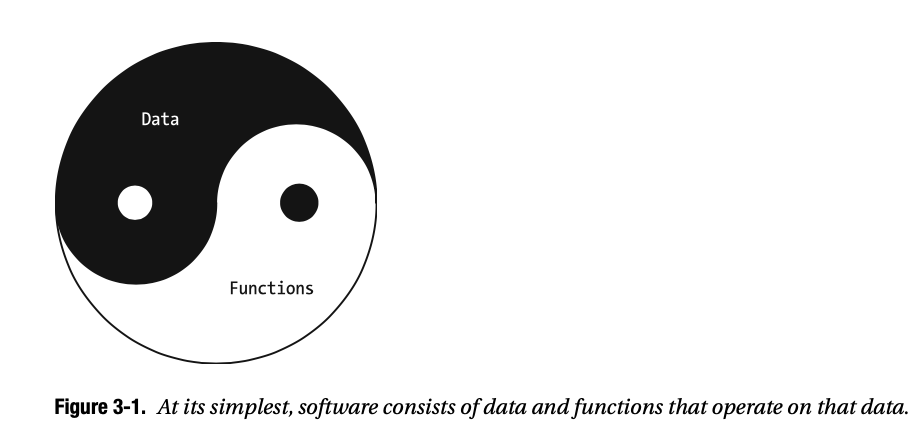 Data
Functions
Figure 3-1. At its simplest, software consists of data and functions that operate on that data.